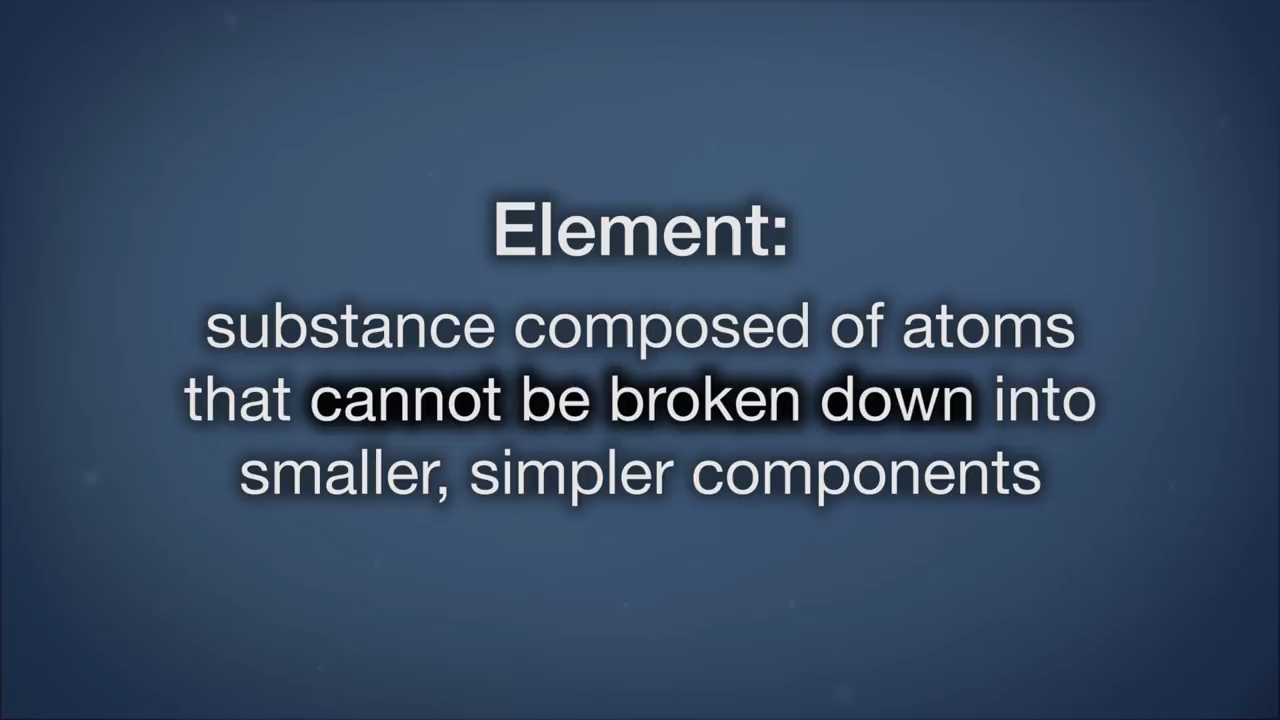 Element:
substance composed of atoms
that cannot be broken down into
smaller, simpler components